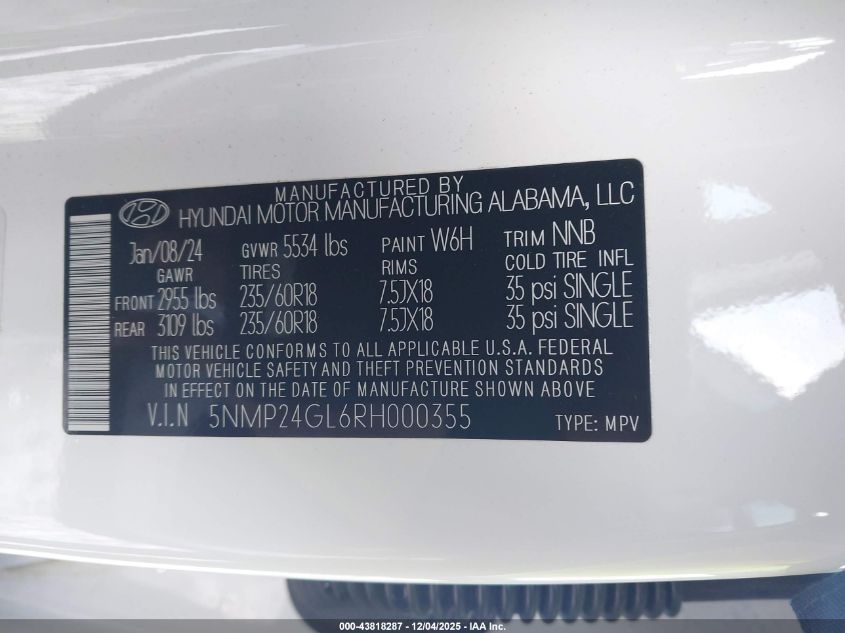 MANUFACTURED BY
HYUNDAI MOTOR MANUFACTURING ALABAMA, LLC
Jan/08/24 GVWR 5534 lbs PAINT W6H TRIM NNB
GAWR TIRES RIMS COLD TIRE INFL
FRONT 2955 lbs 235/60R18 7.5JX18 35 psi SINGLE
REAR 3109 lbs 235/60R18 7.5JX18 35 psi SINGLE
THIS VEHICLE CONFORMS TO ALL APPLICABLE U.S.A. FEDERAL
MOTOR VEHICLE SAFETY AND THEFT PREVENTION STANDARDS
IN EFFECT ON THE DATE OF MANUFACTURE SHOWN ABOVE
V.I.N 5NMP24GL6RH000355 TYPE: MPV
000-43818287 - 12/04/2025 - IAA Inc.